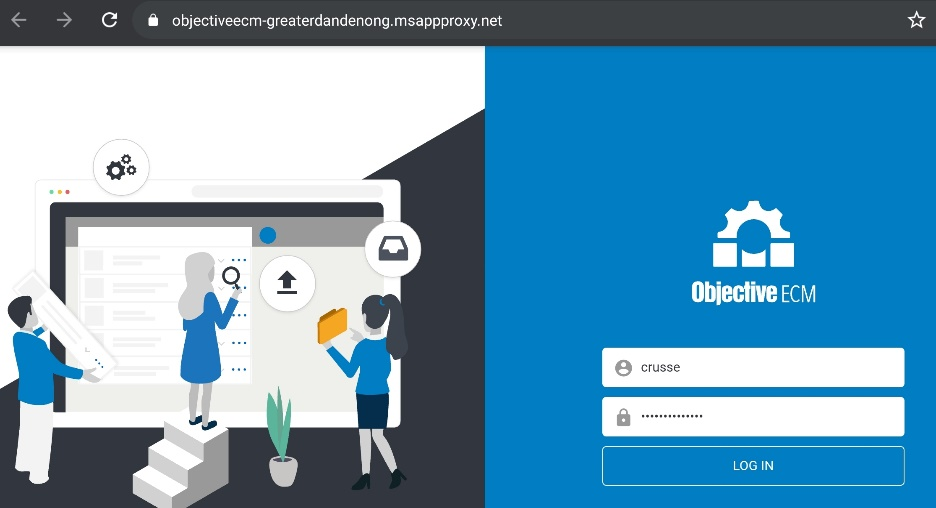 objectiveecm-greaterdandenong.msappproxy.net
Objective ECM
crusse
••••••••••••••
LOG IN